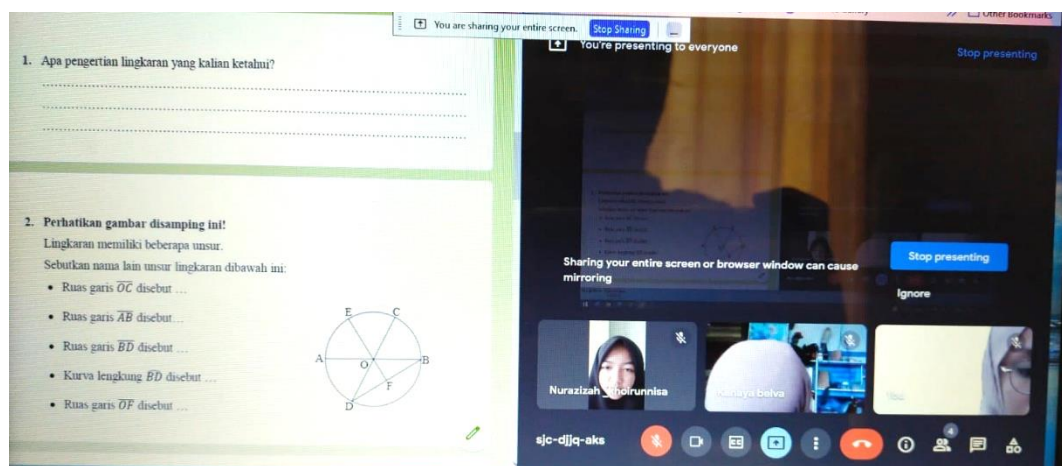 Other Bookmarks
You are sharing your entire screen. Stop Sharing
1. Apa pengertian lingkaran yang kalian ketahui?
2. Perhatikan gambar disamping ini!
Lingkaran memiliki beberapa unsur.
Sebutkan nama lain unsur lingkaran dibawah ini:
• Ruas garis OC disebut ...
• Ruas garis AB disebut ...
• Ruas garis BD disebut ...
• Kurva lengkung BD disebut ...
• Ruas garis OF disebut ...
E C
A O B
F
D
You're presenting to everyone
Stop presenting
Sharing your entire screen or browser window can cause
mirroring
Stop presenting
Ignore
Nurazizah Khoirunnisa
balva
You
sjc-djjq-aks
CC
4